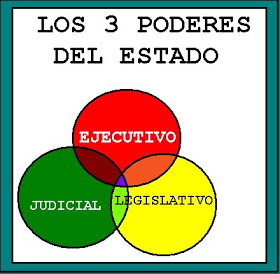 LOS 3 PODERES
DEL ESTADO
EJECUTIVO
JUDICIAL
LEGISLATIVO